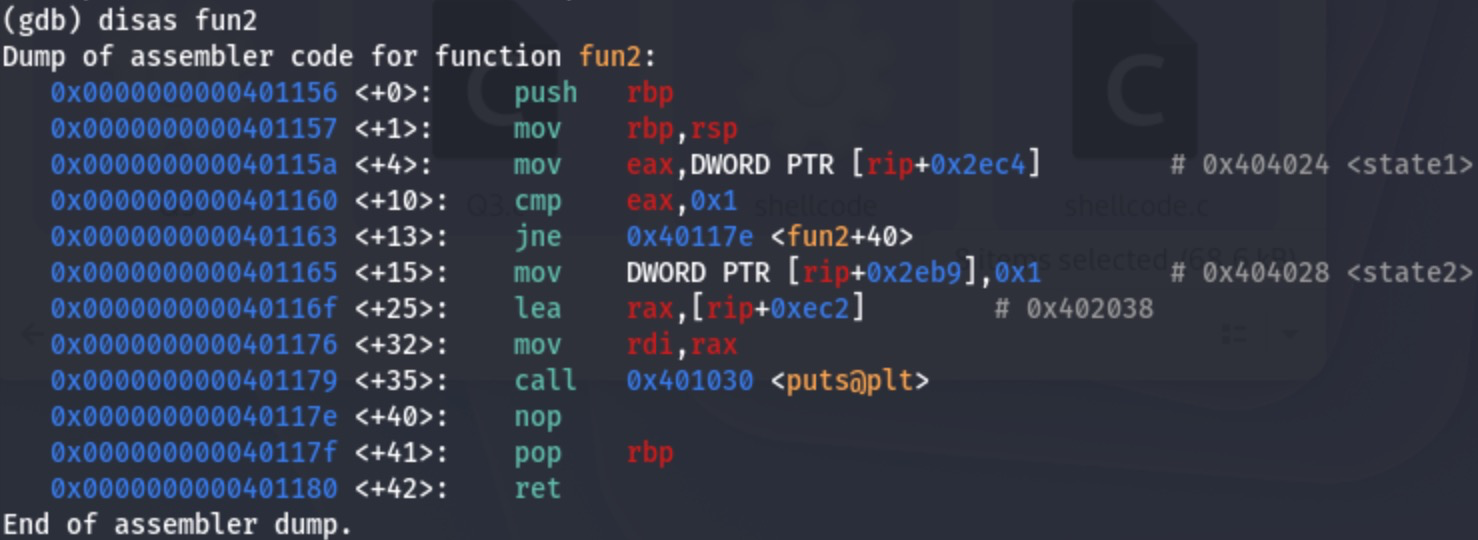 (gdb) disas fun2
Dump of assembler code for function fun2:
   0x0000000000401156 <+0>:     push   rbp
   0x0000000000401157 <+1>:     mov    rbp,rsp
   0x000000000040115a <+4>:     mov    eax,DWORD PTR [rip+0x2ec4]        # 0x404024 <state1>
   0x0000000000401160 <+10>:    cmp    eax,0x1
   0x0000000000401163 <+13>:    jne    0x40117e <fun2+40>
   0x0000000000401165 <+15>:    mov    DWORD PTR [rip+0x2eb9],0x1        # 0x404028 <state2>
   0x000000000040116f <+25>:    lea    rax,[rip+0xec2]        # 0x402038
   0x0000000000401176 <+32>:    mov    rdi,rax
   0x0000000000401179 <+35>:    call   0x401030 <puts@plt>
   0x000000000040117e <+40>:    nop
   0x000000000040117f <+41>:    pop    rbp
   0x0000000000401180 <+42>:    ret
End of assembler dump.
shellcode
shellcode.c
items selected